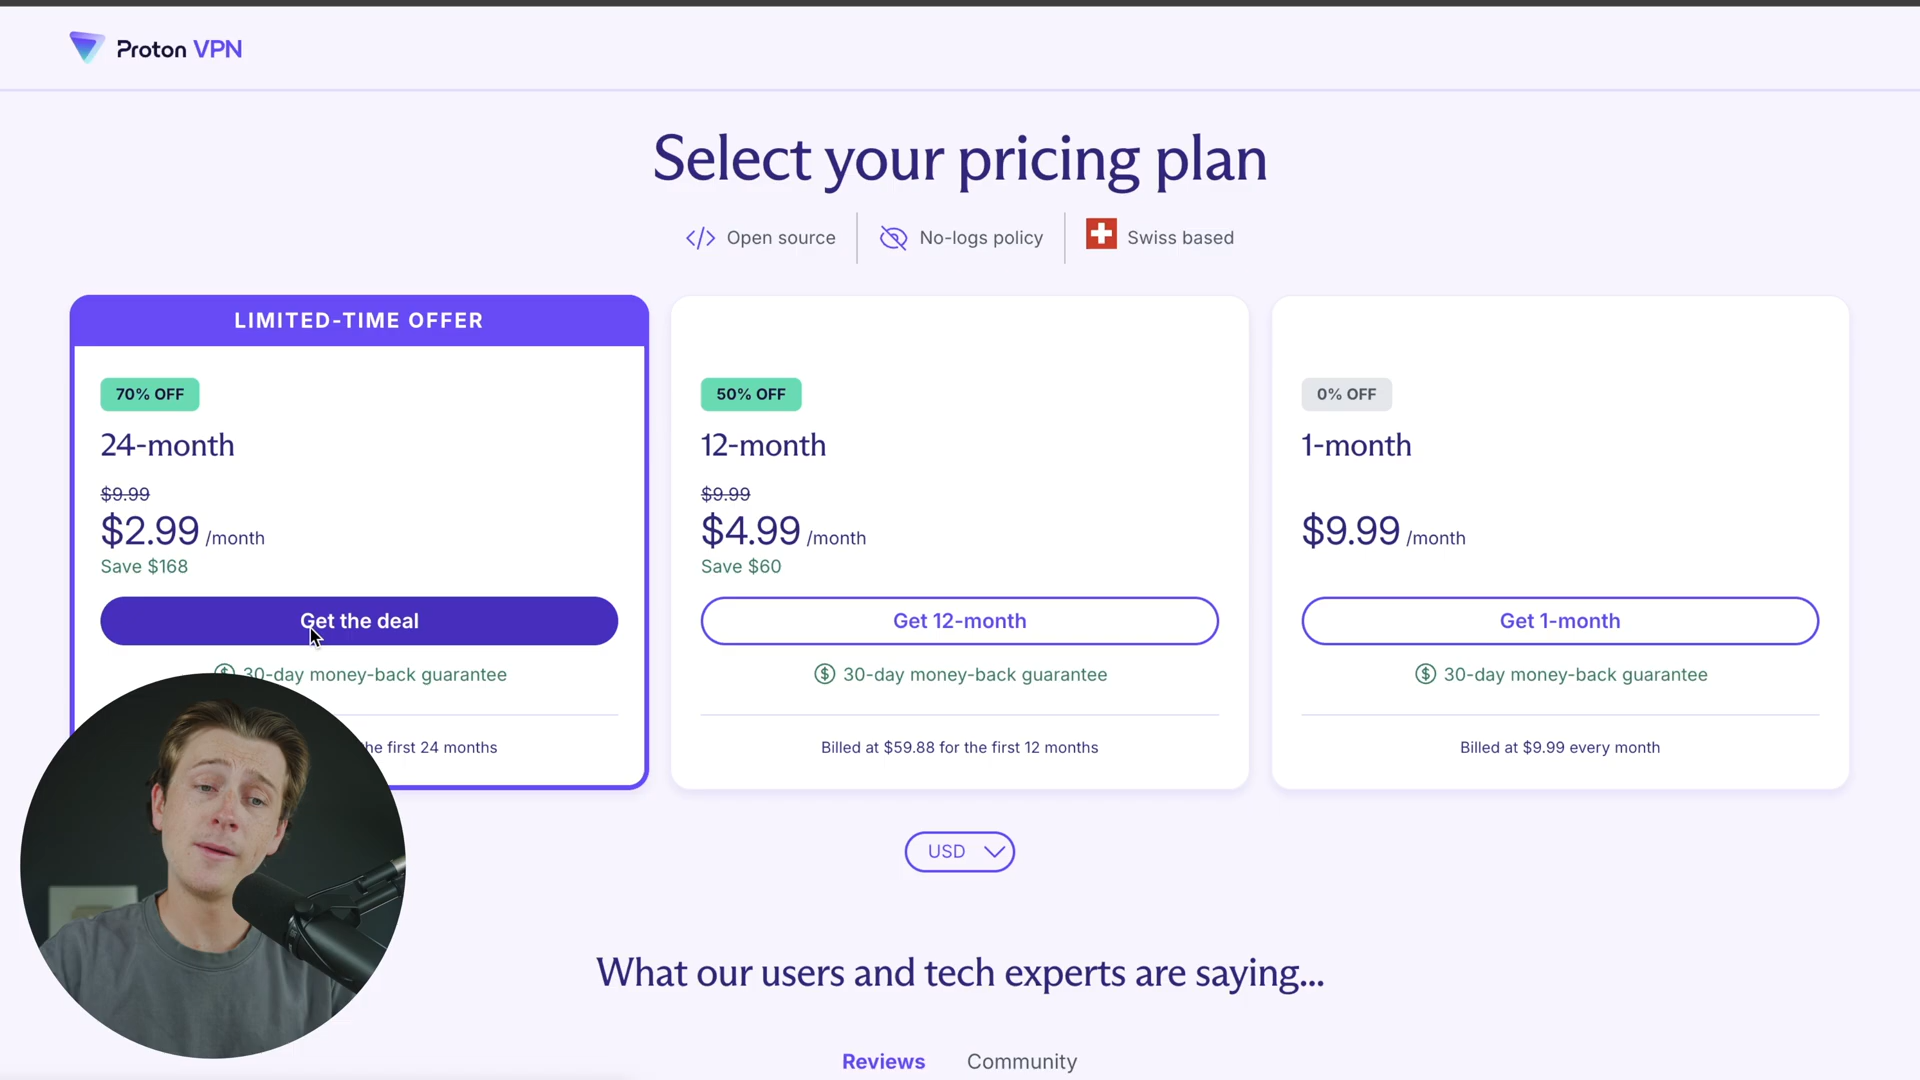 Proton VPN
Select your pricing plan
Open source
No-logs policy
Swiss based
LIMITED-TIME OFFER
70% OFF
24-month
$9.99
$2.99 /month
Save $168
Get the deal
30-day money-back guarantee
the first 24 months
50% OFF
12-month
$9.99
$4.99 /month
Save $60
Get 12-month
30-day money-back guarantee
Billed at $59.88 for the first 12 months
0% OFF
1-month
$9.99 /month
Get 1-month
30-day money-back guarantee
Billed at $9.99 every month
USD
What our users and tech experts are saying...
Reviews
Community